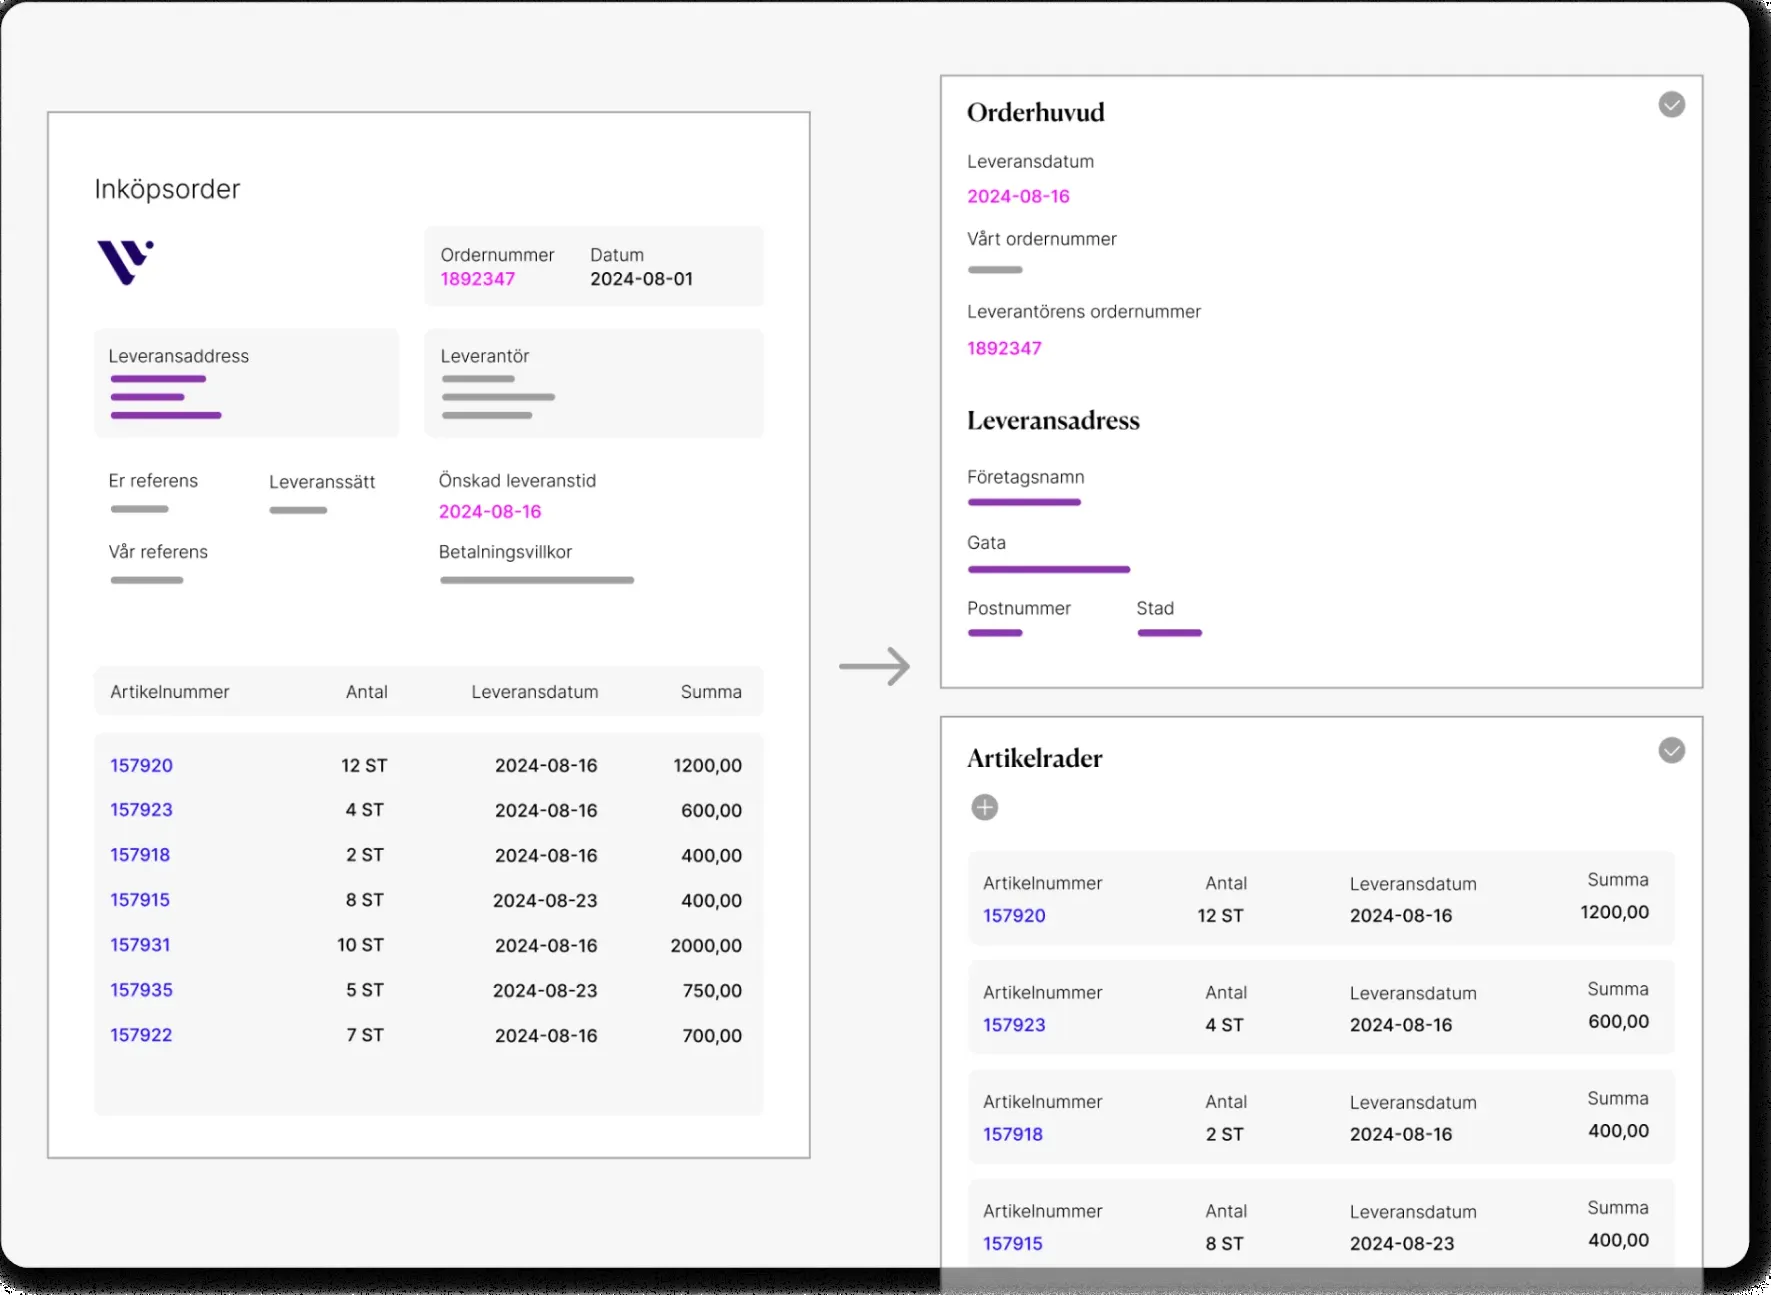 Inköpsorder
Ordernummer Datum
1892347 2024-08-01
Leveransaddress Leverantör
Er referens Leveranssätt Önskad leveranstid
2024-08-16
Vår referens Betalningsvillkor
Artikelnummer Antal Leveransdatum Summa
157920 12 ST 2024-08-16 1200,00
157923 4 ST 2024-08-16 600,00
157918 2 ST 2024-08-16 400,00
157915 8 ST 2024-08-23 400,00
157931 10 ST 2024-08-16 2000,00
157935 5 ST 2024-08-23 750,00
157922 7 ST 2024-08-16 700,00
Orderhuvud
Leveransdatum
2024-08-16
Vårt ordernummer
Leverantörens ordernummer
1892347
Leveransadress
Företagsnamn
Gata
Postnummer Stad
Artikelrader
Artikelnummer Antal Leveransdatum Summa
157920 12 ST 2024-08-16 1200,00
Artikelnummer Antal Leveransdatum Summa
157923 4 ST 2024-08-16 600,00
Artikelnummer Antal Leveransdatum Summa
157918 2 ST 2024-08-16 400,00
Artikelnummer Antal Leveransdatum Summa
157915 8 ST 2024-08-23 400,00